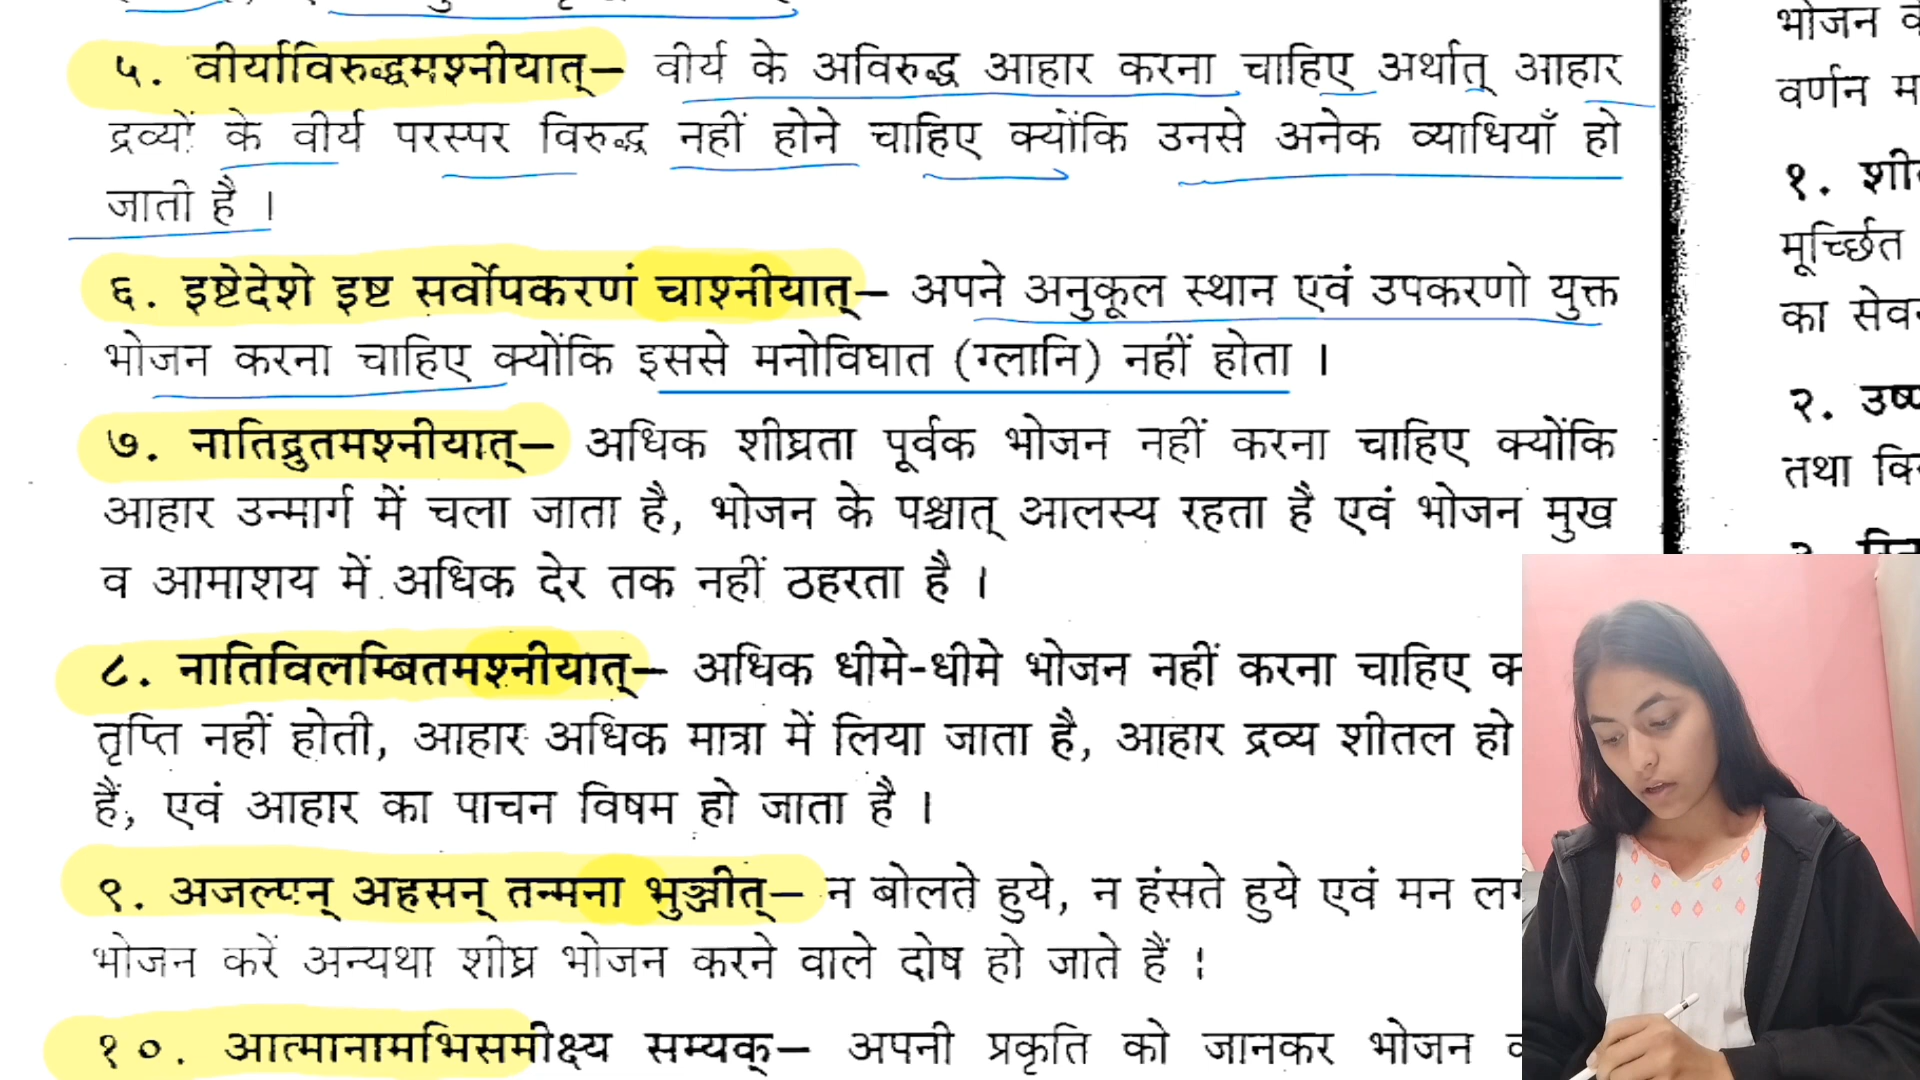 ५. वीर्याविरुद्धमश्नीयात्– वीर्य के अविरुद्ध आहार करना चाहिए अर्थात् आहार
द्रव्यों के वीर्य परस्पर विरुद्ध नहीं होने चाहिए क्योंकि उनसे अनेक व्याधियाँ हो
जाती है ।
६. इष्टेदेशे इष्ट सर्वोपकरणं चाश्नीयात्– अपने अनुकूल स्थान एवं उपकरणो युक्त
भोजन करना चाहिए क्योंकि इससे मनोविघात (ग्लानि) नहीं होता ।
७. नातिद्रुतमश्नीयात्– अधिक शीघ्रता पूर्वक भोजन नहीं करना चाहिए क्योंकि
आहार उन्मार्ग में चला जाता है, भोजन के पश्चात् आलस्य रहता है एवं भोजन मुख
व आमाशय में अधिक देर तक नहीं ठहरता है ।
८. नातिविलम्बितमश्नीयात्– अधिक धीमे-धीमे भोजन नहीं करना चाहिए
तृप्ति नहीं होती, आहार अधिक मात्रा में लिया जाता है, आहार द्रव्य शीतल हो
हैं, एवं आहार का पाचन विषम हो जाता है ।
९. अजल्पन् अहसन् तन्मना भुञ्जीत्– न बोलते हुये, न हंसते हुये एवं मन
भोजन करें अन्यथा शीघ्र भोजन करने वाले दोष हो जाते हैं ।
१०. आत्मानामभिसमीक्ष्य सम्यक्– अपनी प्रकृति को जानकर भोजन
भोजन
वर्णन
१.
मूर्च्छित
का
२.
तथा